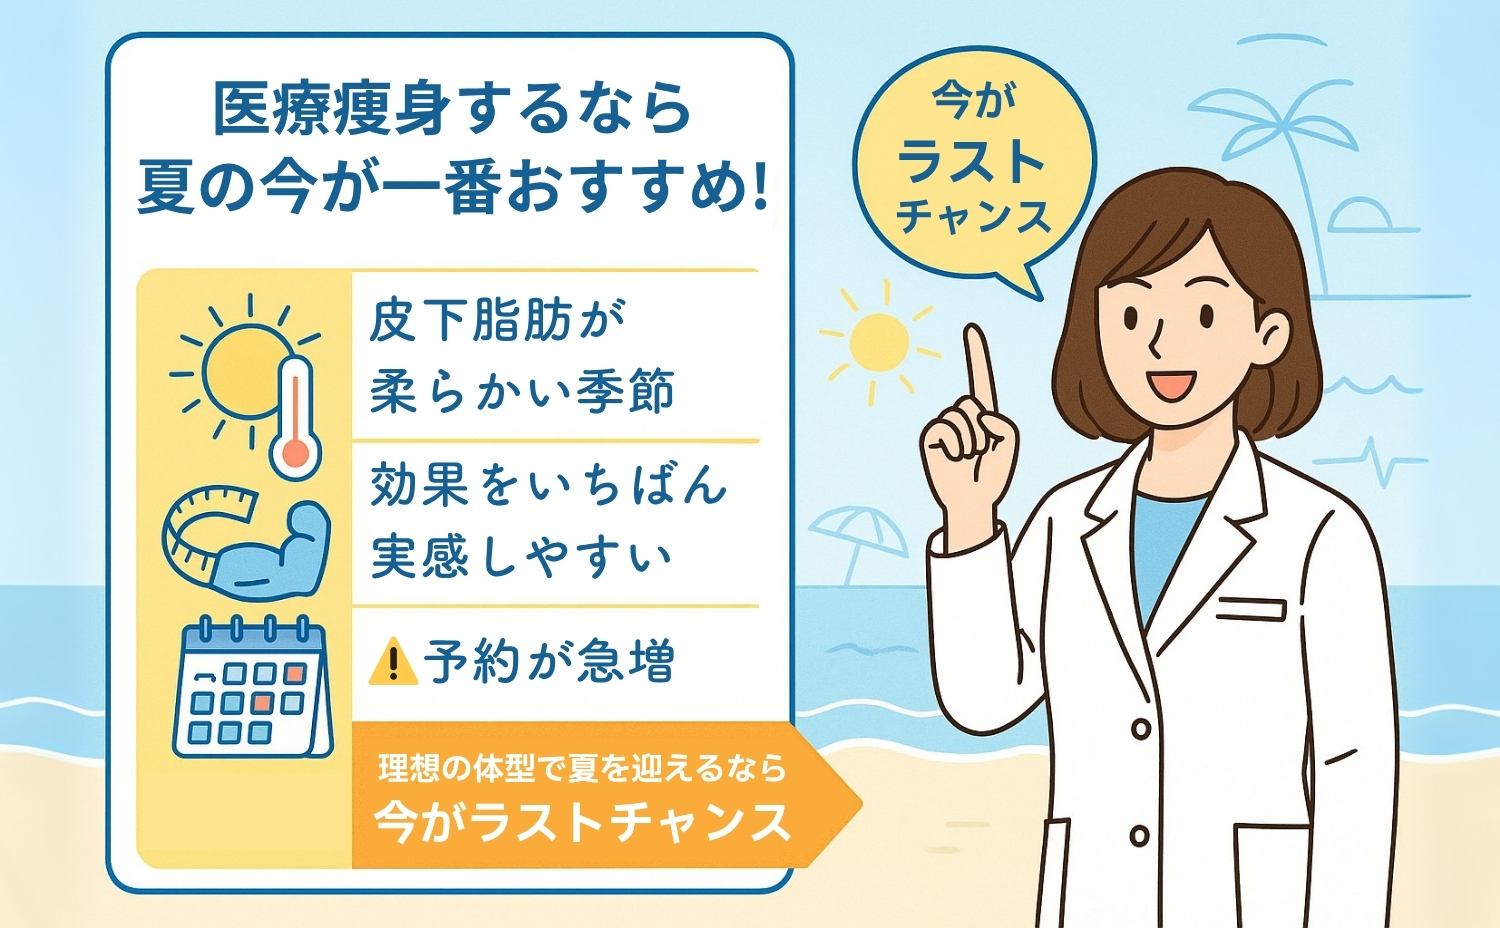 医療痩身するなら
夏の今が一番おすすめ!
皮下脂肪が
柔らかい季節
効果をいちばん
実感しやすい
⚠予約が急増
理想の体型で夏を迎えるなら
今がラストチャンス
今が
ラスト
チャンス